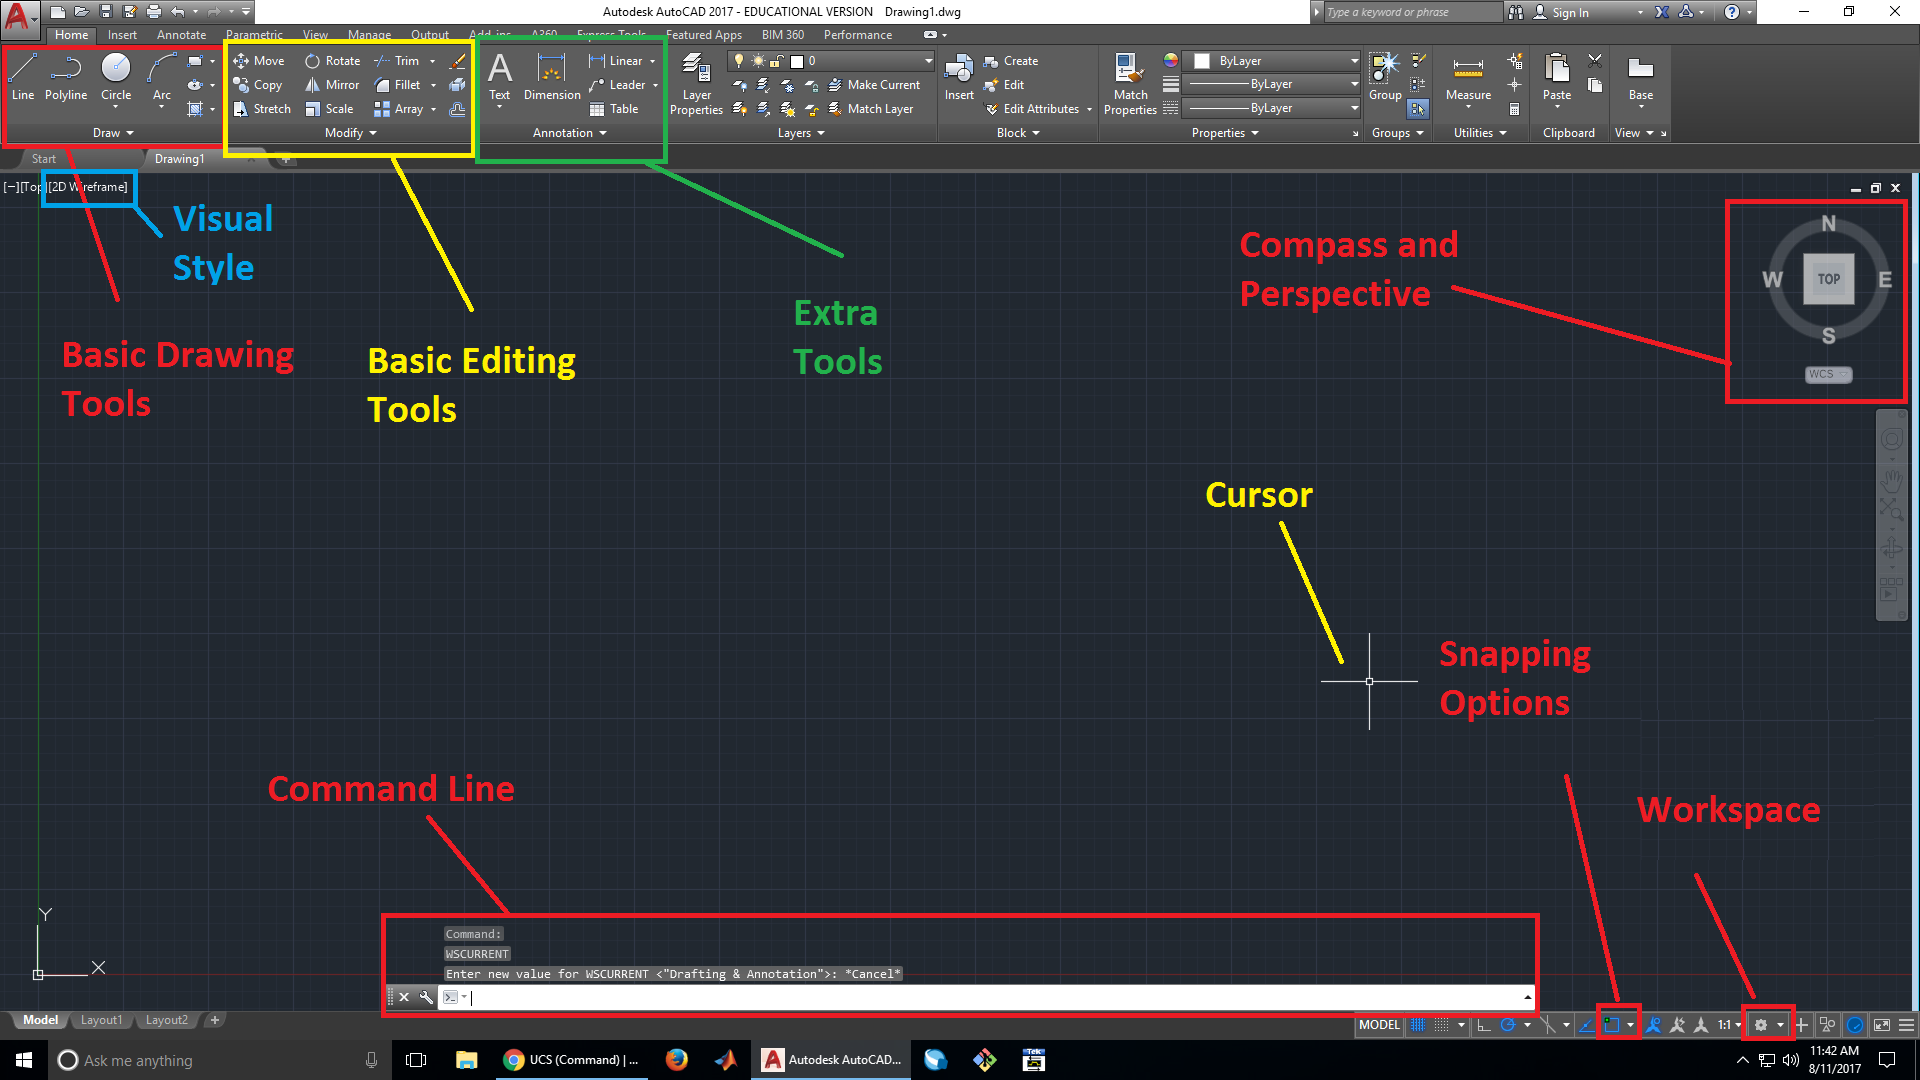 Autodesk AutoCAD 2017 - EDUCATIONAL VERSION Drawing1.dwg
Type a keyword or phrase
Sign In
Home Insert Annotate Parametric View Manage Output Add-ins A360 Express Tools Featured Apps BIM 360 Performance
Line Polyline Circle Arc
Draw
Move Rotate Trim
Copy Mirror Fillet
Stretch Scale Array
Modify
Text Dimension
Linear
Leader
Table
Annotation
Layer
Properties
0
Make Current
Match Layer
Layers
Insert
Create
Edit
Edit Attributes
Block
Match
Properties
ByLayer
ByLayer
ByLayer
Properties
Group
Groups
Measure
Utilities
Paste
Clipboard
Base
View
Start Drawing1
[−][Top][2D Wireframe]
Visual
Style
Basic Drawing
Tools
Basic Editing
Tools
Extra
Tools
Compass and
Perspective
N
W TOP E
S
WCS
Cursor
Snapping
Options
Command Line
Workspace
Y
X
Command:
WSCURRENT
Enter new value for WSCURRENT <"Drafting & Annotation">: *Cancel*
Model Layout1 Layout2
MODEL 1:1
Ask me anything
UCS (Command) | ...
Autodesk AutoCAD...
Tek
11:42 AM
8/11/2017